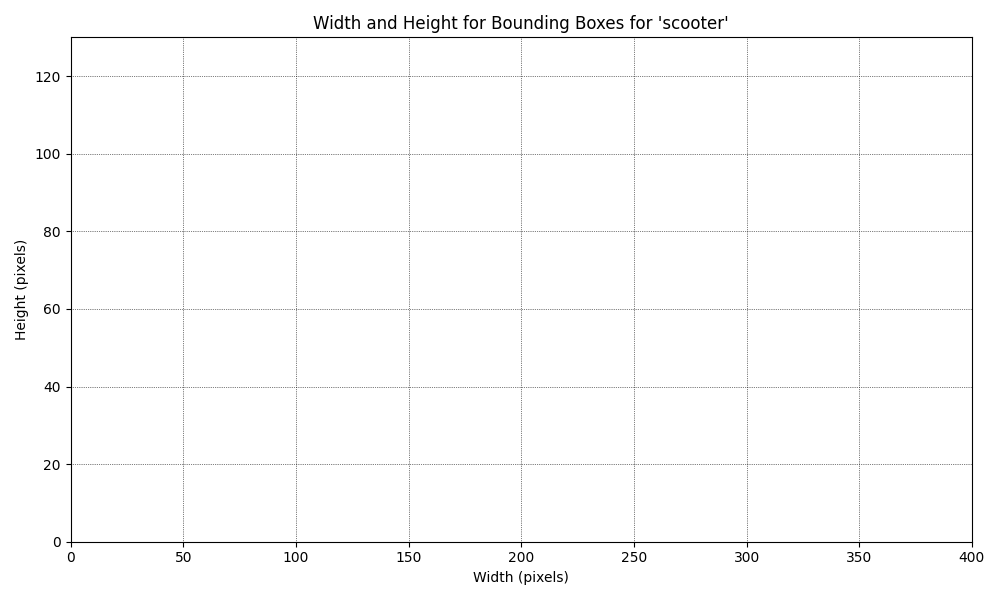 Width and Height for Bounding Boxes for 'scooter'
120
100
80
60
40
20
0
Height (pixels)
0 50 100 150 200 250 300 350 400
Width (pixels)